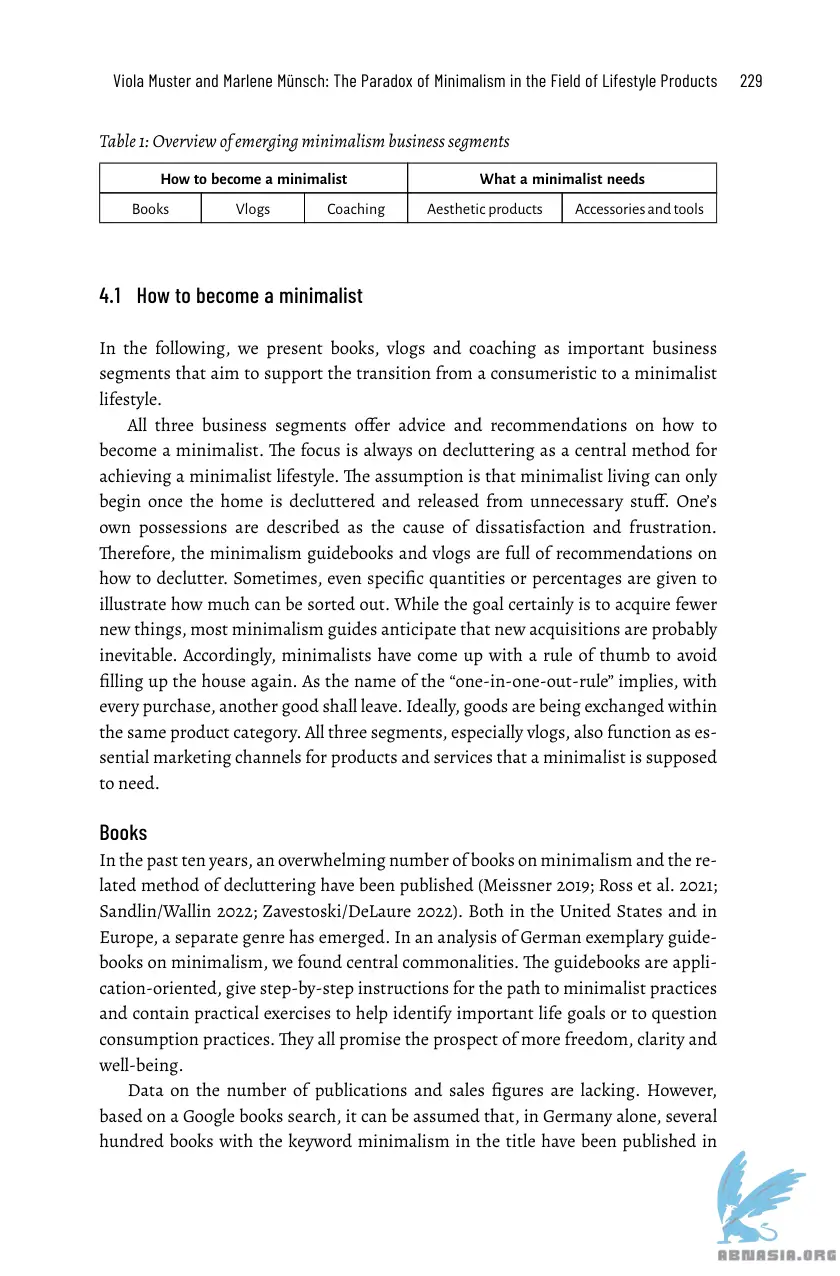 Viola Muster and Marlene Münsch: The Paradox of Minimalism in the Field of Lifestyle Products 229
Table 1: Overview of emerging minimalism business segments
How to become a minimalist What a minimalist needs
Books Vlogs Coaching Aesthetic products Accessories and tools
4.1 How to become a minimalist
In the following, we present books, vlogs and coaching as important business
segments that aim to support the transition from a consumeristic to a minimalist
lifestyle.
All three business segments offer advice and recommendations on how to
become a minimalist. The focus is always on decluttering as a central method for
achieving a minimalist lifestyle. The assumption is that minimalist living can only
begin once the home is decluttered and released from unnecessary stuff. One’s
own possessions are described as the cause of dissatisfaction and frustration.
Therefore, the minimalism guidebooks and vlogs are full of recommendations on
how to declutter. Sometimes, even specific quantities or percentages are given to
illustrate how much can be sorted out. While the goal certainly is to acquire fewer
new things, most minimalism guides anticipate that new acquisitions are probably
inevitable. Accordingly, minimalists have come up with a rule of thumb to avoid
filling up the house again. As the name of the “one-in-one-out-rule” implies, with
every purchase, another good shall leave. Ideally, goods are being exchanged within
the same product category. All three segments, especially vlogs, also function as es-
sential marketing channels for products and services that a minimalist is supposed
to need.
Books
In the past ten years, an overwhelming number of books on minimalism and the re-
lated method of decluttering have been published (Meissner 2019; Ross et al. 2021;
Sandlin/Wallin 2022; Zavestoski/DeLaure 2022). Both in the United States and in
Europe, a separate genre has emerged. In an analysis of German exemplary guide-
books on minimalism, we found central commonalities. The guidebooks are appli-
cation-oriented, give step-by-step instructions for the path to minimalist practices
and contain practical exercises to help identify important life goals or to question
consumption practices. They all promise the prospect of more freedom, clarity and
well-being.
Data on the number of publications and sales figures are lacking. However,
based on a Google books search, it can be assumed that, in Germany alone, several
hundred books with the keyword minimalism in the title have been published in
ABNASIA.ORG